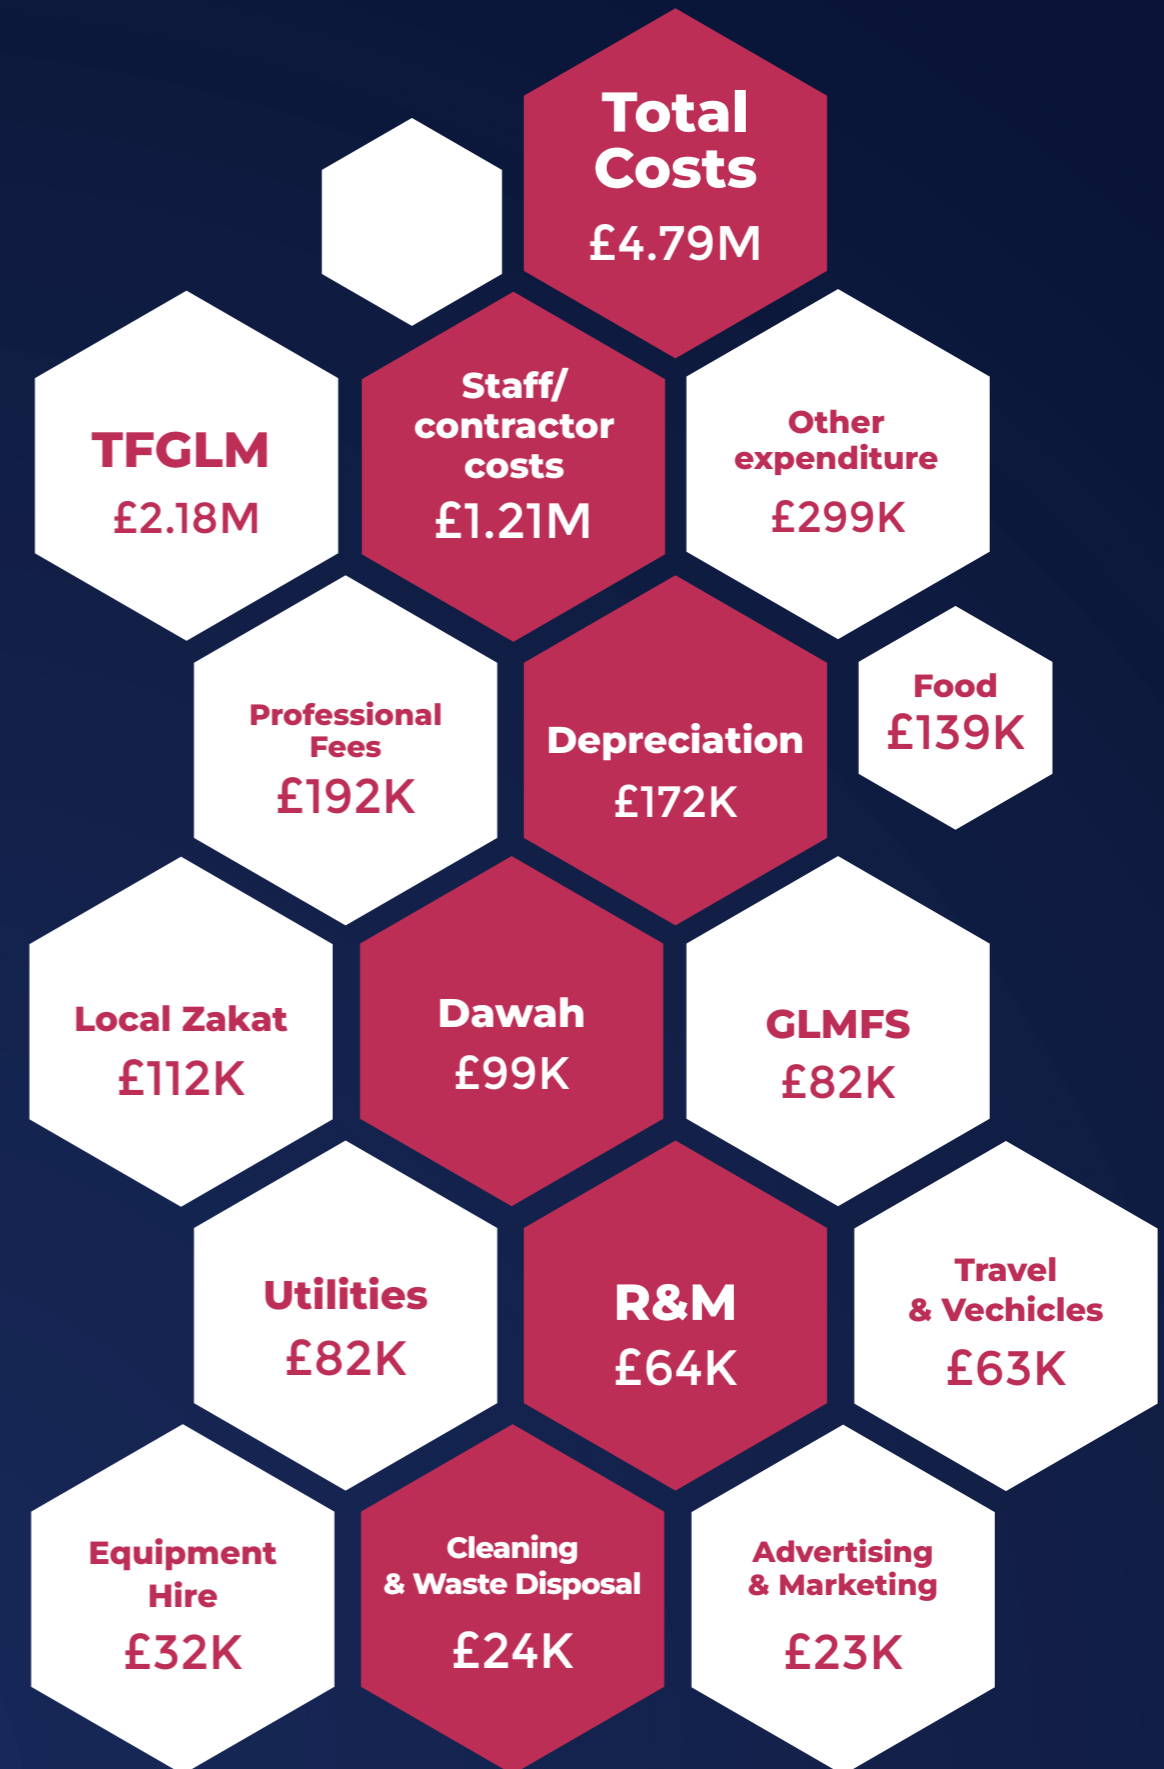 Total
Costs
£4.79M
TFGLM
£2.18M
Staff/
contractor
costs
£1.21M
Other
expenditure
£299K
Professional
Fees
£192K
Depreciation
£172K
Food
£139K
Local Zakat
£112K
Dawah
£99K
GLMFS
£82K
Utilities
£82K
R&M
£64K
Travel
& Vechicles
£63K
Equipment
Hire
£32K
Cleaning
& Waste Disposal
£24K
Advertising
& Marketing
£23K